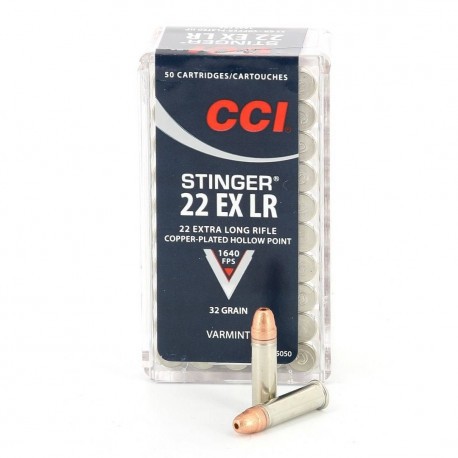 50 CARTRIDGES/CARTOUCHES
CCI
STINGER®
22 EX LR
22 EXTRA LONG RIFLE
COPPER-PLATED HOLLOW POINT
1640
FPS
32 GRAIN
VARMINT